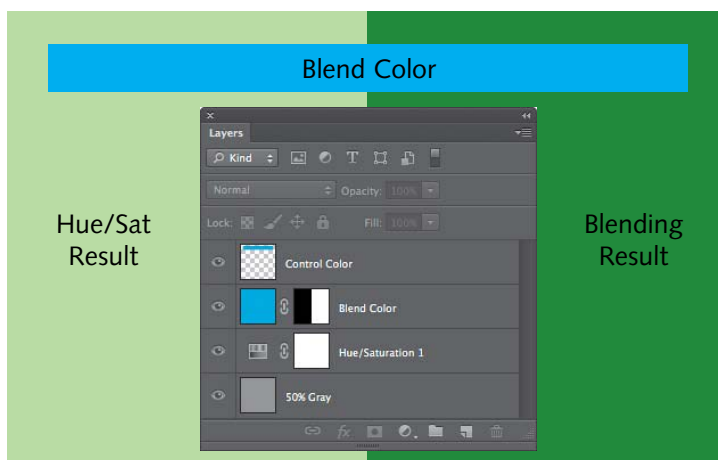 Blend Color
Layers
Kind
Normal Opacity: 100%
Lock: Fill: 100%
Hue/Sat
Result
Blending
Result
Control Color
Blend Color
Hue/Saturation 1
50% Gray
fx